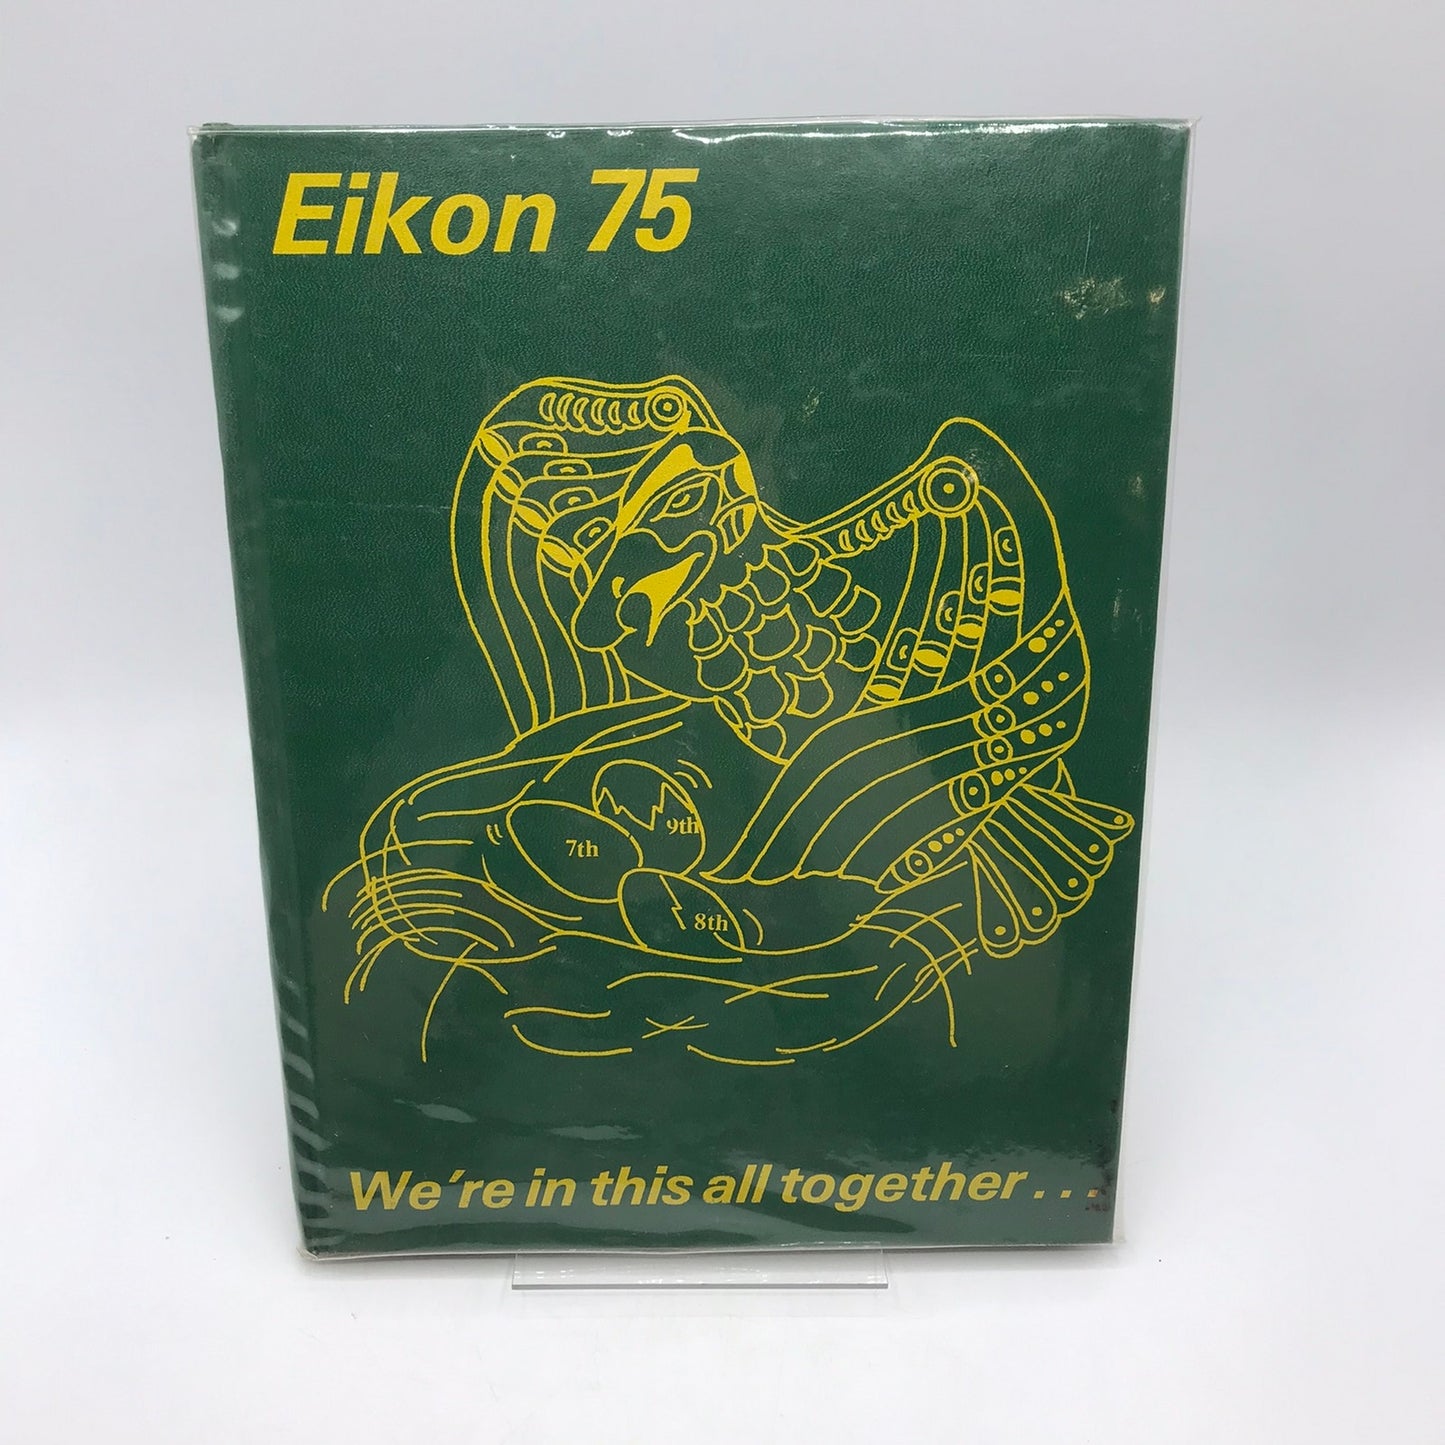 Eikon 75
9th
7th
8th
We're in this all together...